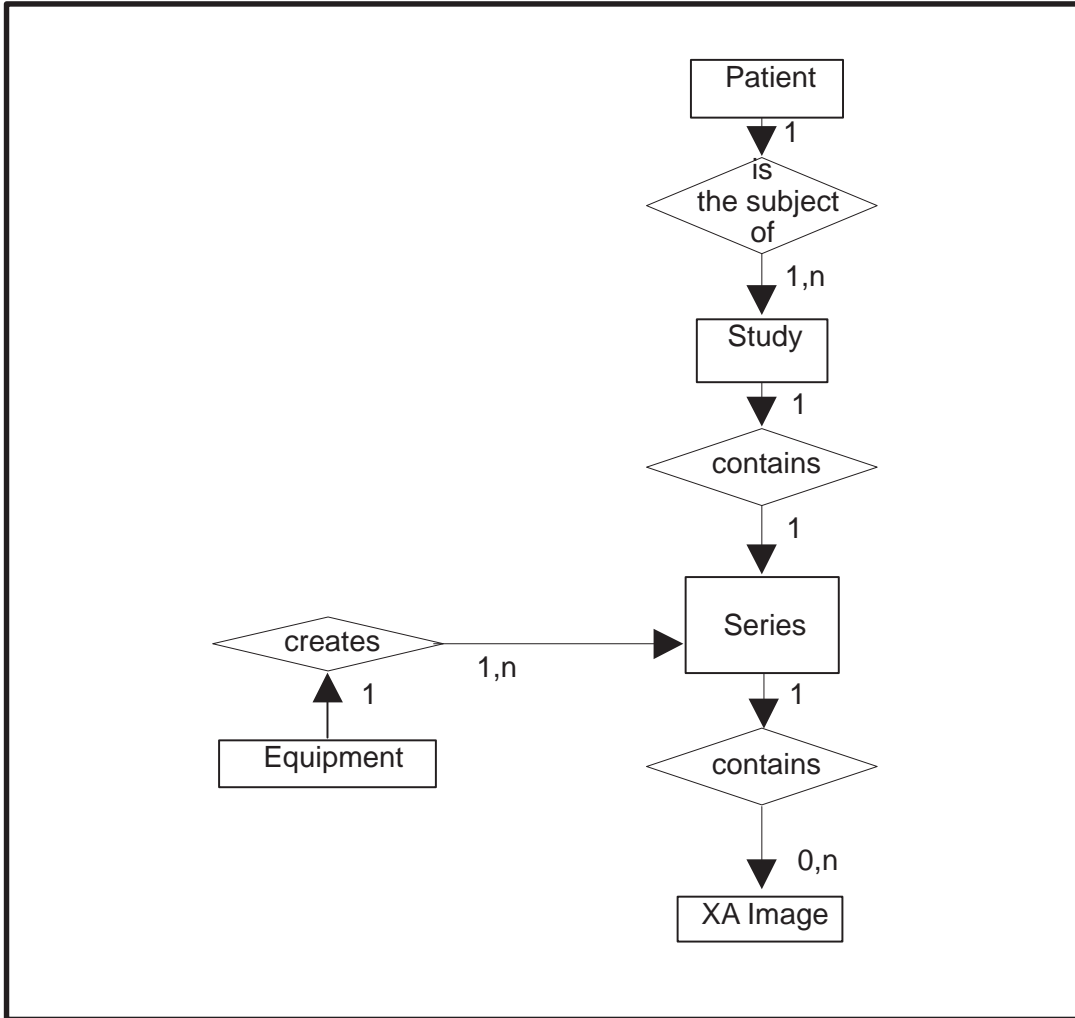 Patient
1
is
the subject
of
1,n
Study
1
contains
1
Series
creates
1,n
1
1
Equipment
contains
0,n
XA Image